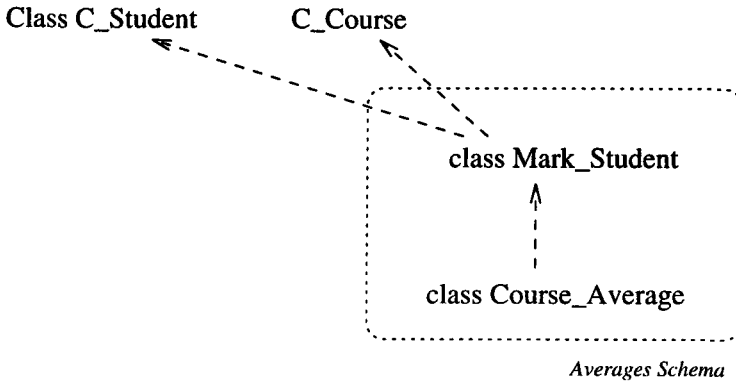 Class C_Student
C_Course
class Mark_Student
class Course_Average
Averages Schema